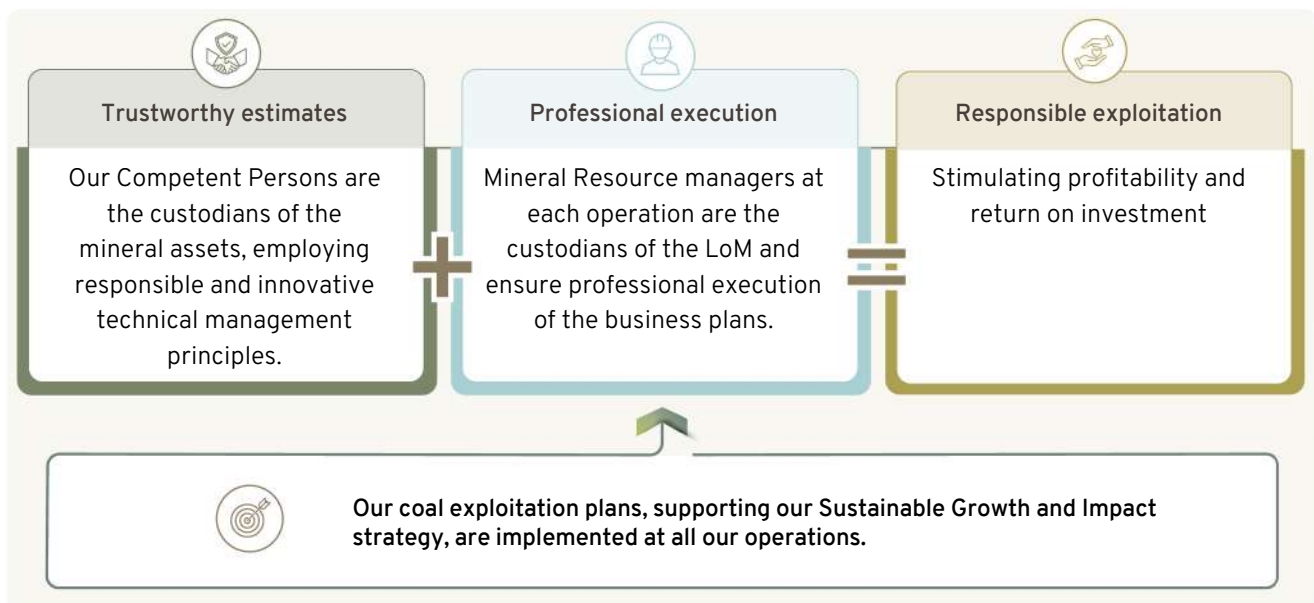 Trustworthy estimates
Our Competent Persons are
the custodians of the
mineral assets, employing
responsible and innovative
technical management
principles.
Professional execution
Mineral Resource managers at
each operation are the
custodians of the LoM and
ensure professional execution
of the business plans.
Responsible exploitation
Stimulating profitability and
return on investment
Our coal exploitation plans, supporting our Sustainable Growth and Impact
strategy, are implemented at all our operations.